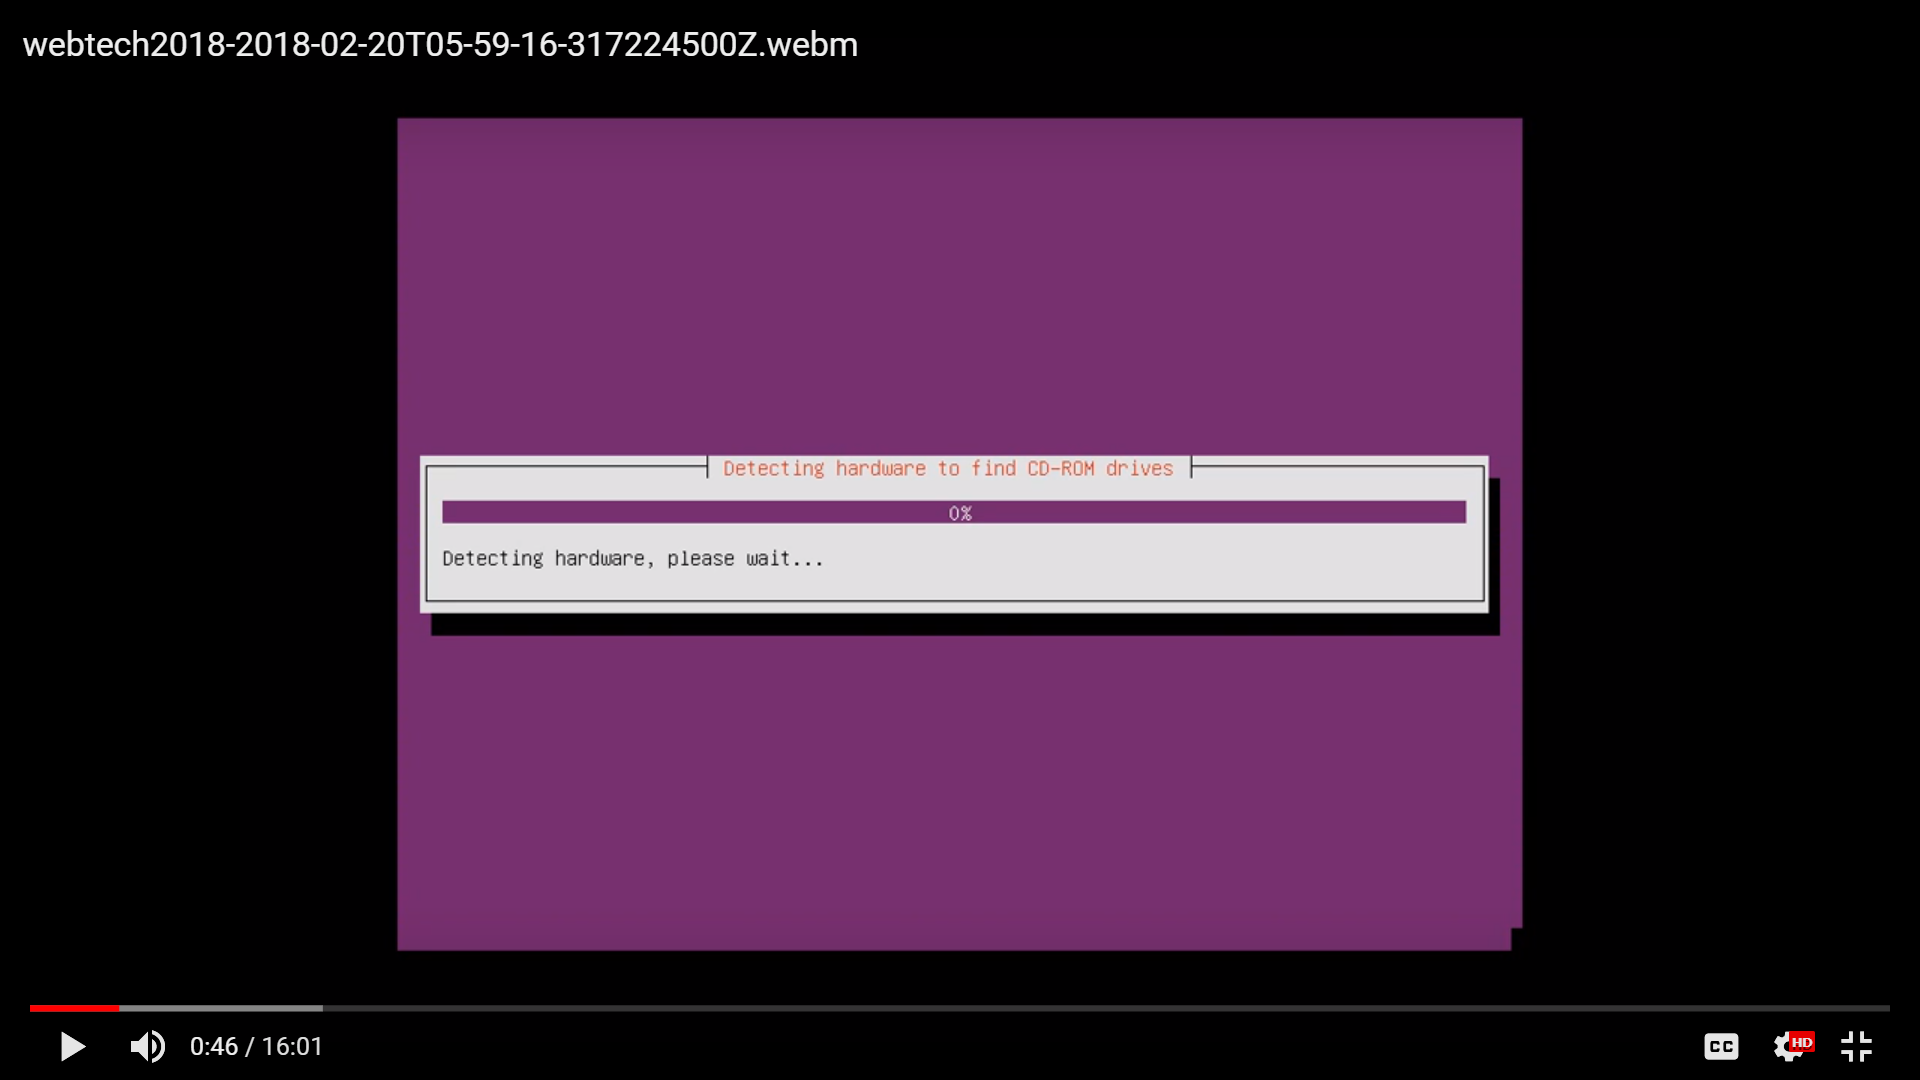 webtech2018-2018-02-20T05-59-16-317224500Z.webm
Detecting hardware to find CD-ROM drives
0%
Detecting hardware, please wait...
0:46 / 16:01
CC
HD